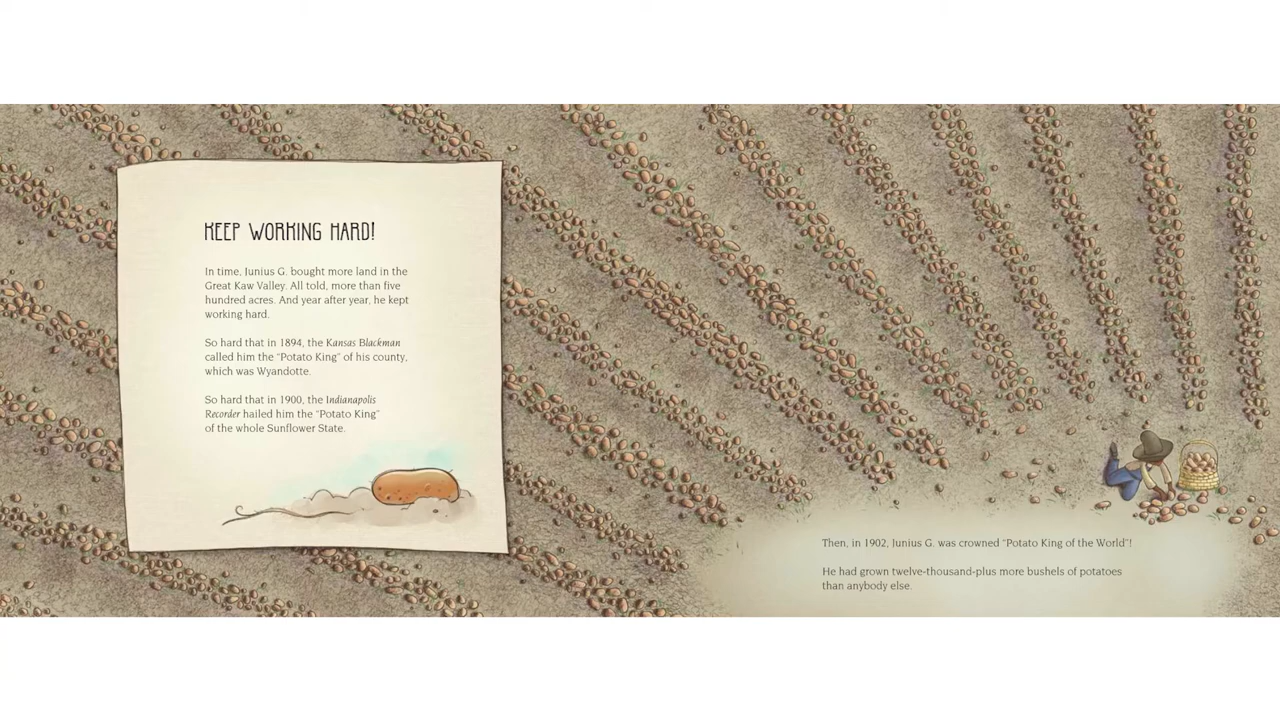 KEEP WORKING HARD!
In time, Junius G. bought more land in the
Great Kaw Valley. All told, more than five
hundred acres. And year after year, he kept
working hard.
So hard that in 1894, the Kansas Blackman
called him the “Potato King” of his county,
which was Wyandotte.
So hard that in 1900, the Indianapolis
Recorder hailed him the “Potato King”
of the whole Sunflower State.
Then, in 1902, Junius G. was crowned “Potato King of the World”!
He had grown twelve-thousand-plus more bushels of potatoes
than anybody else.